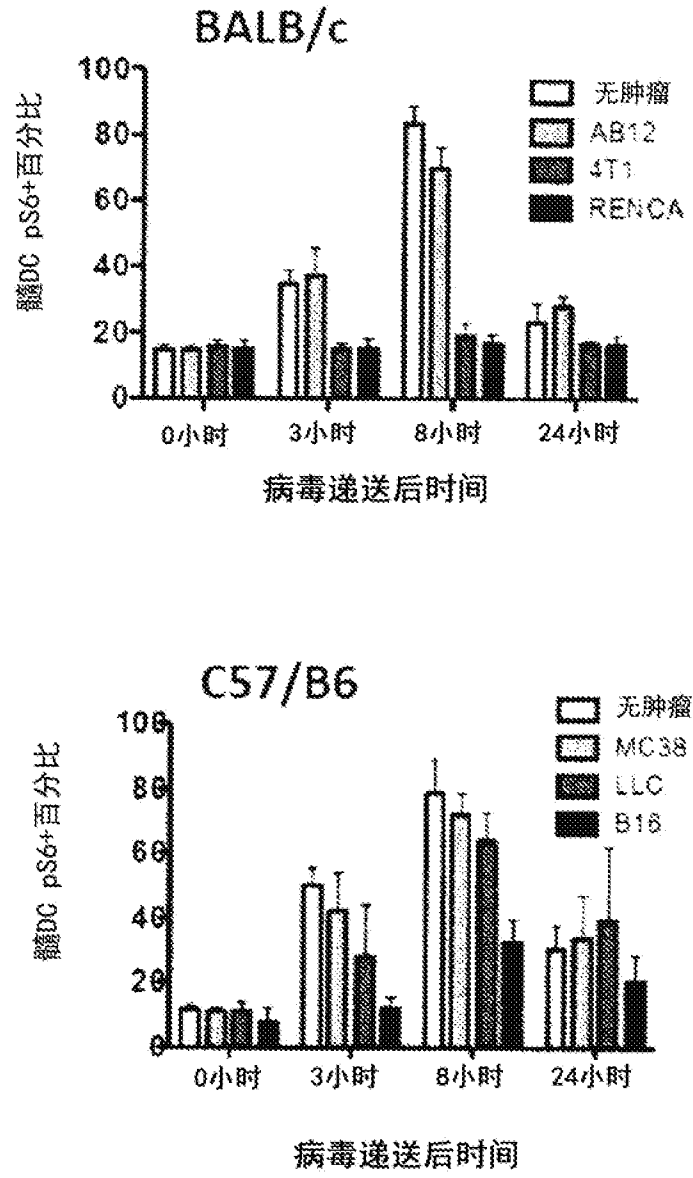 BALB/c
髓DC pS6+百分比
100
80
60
40
20
0
无肿瘤
AB12
4T1
RENCA
0小时 3小时 8小时 24小时
病毒递送后时间
C57/B6
髓DC pS6+百分比
100
80
60
40
20
0
无肿瘤
MC38
LLC
B16
0小时 3小时 8小时 24小时
病毒递送后时间